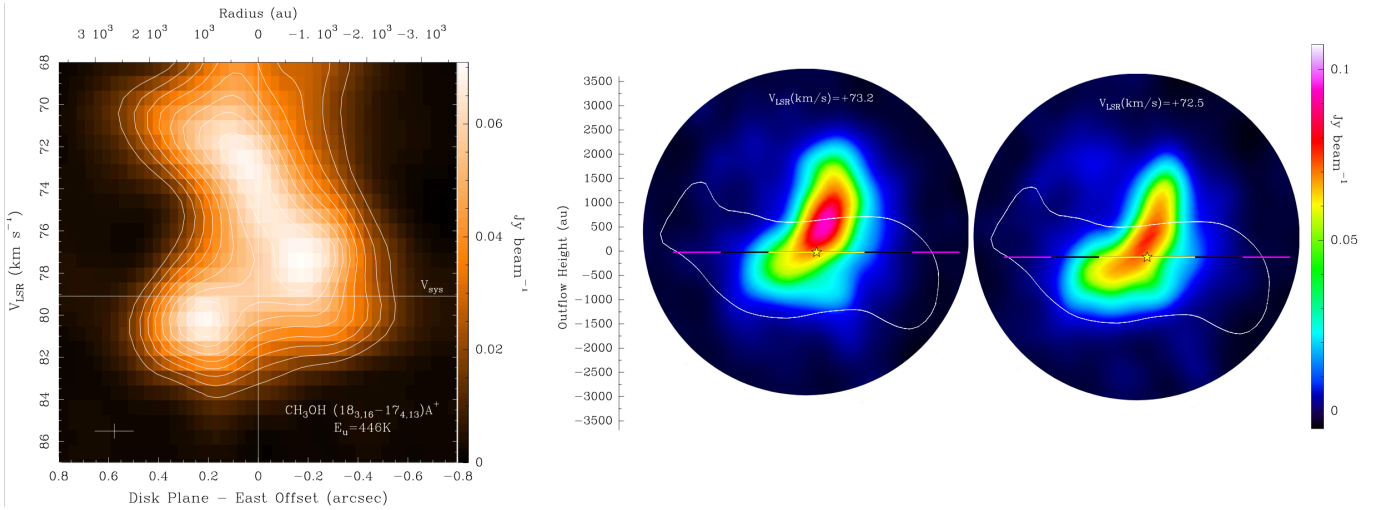 Radius (au)
3 10³ 2 10³ 10³ 0 −1. 10³ −2. 10³ −3. 10³
68
70
72
74
76
78
80
82
84
86
V_LSR (km s⁻¹)
V_sys
CH₃OH (18₃,₁₆−17₄,₁₃)A⁺
E_u=446K
0.8 0.6 0.4 0.2 0 −0.2 −0.4 −0.6 −0.8
Disk Plane − East Offset (arcsec)
0.06
0.04
0.02
0
Jy beam⁻¹
3500
3000
2500
2000
1500
1000
500
0
−500
−1000
−1500
−2000
−2500
−3000
−3500
Outflow Height (au)
V_LSR(km/s)=+73.2
V_LSR(km/s)=+72.5
0.1
0.05
0
Jy beam⁻¹